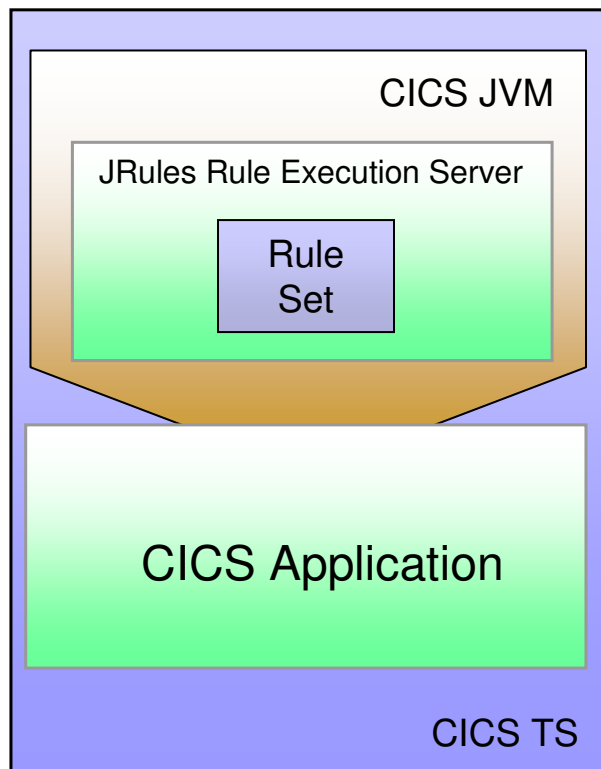 CICS JVM
JRules Rule Execution Server
Rule
Set
CICS Application
CICS TS